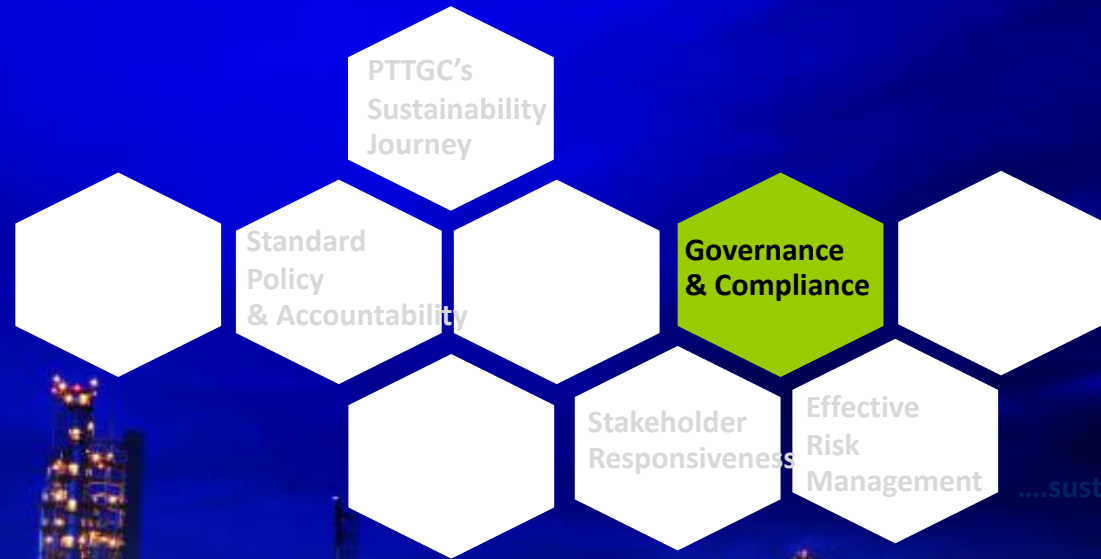 PTTGC's
Sustainability
Journey
Standard
Policy
& Accountability
Governance
& Compliance
Stakeholder
Responsiveness
Effective
Risk
Management
....sust